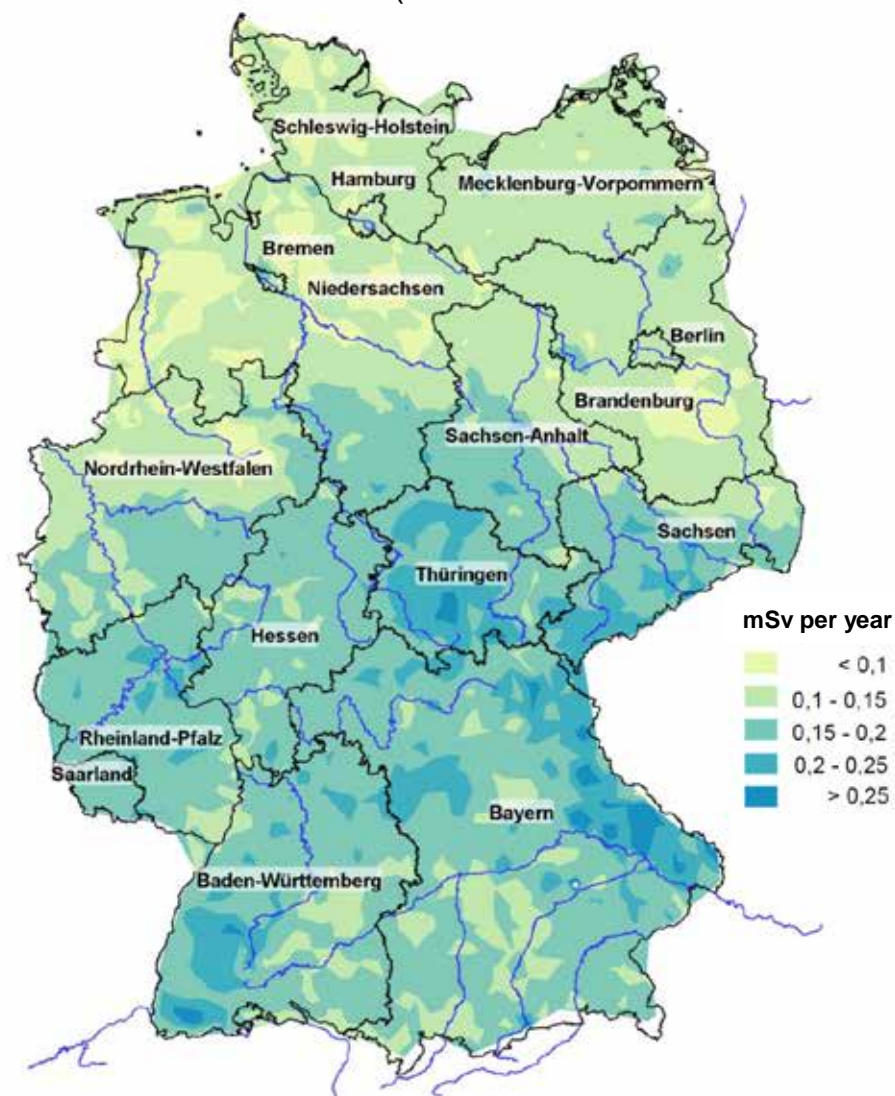 (
Schleswig-Holstein
Hamburg
Mecklenburg-Vorpommern
Bremen
Niedersachsen
Berlin
Brandenburg
Sachsen-Anhalt
Nordrhein-Westfalen
Sachsen
Thüringen
Hessen
mSv per year
< 0,1
0,1 - 0,15
0,15 - 0,2
0,2 - 0,25
> 0,25
Rheinland-Pfalz
Saarland
Bayern
Baden-Württemberg